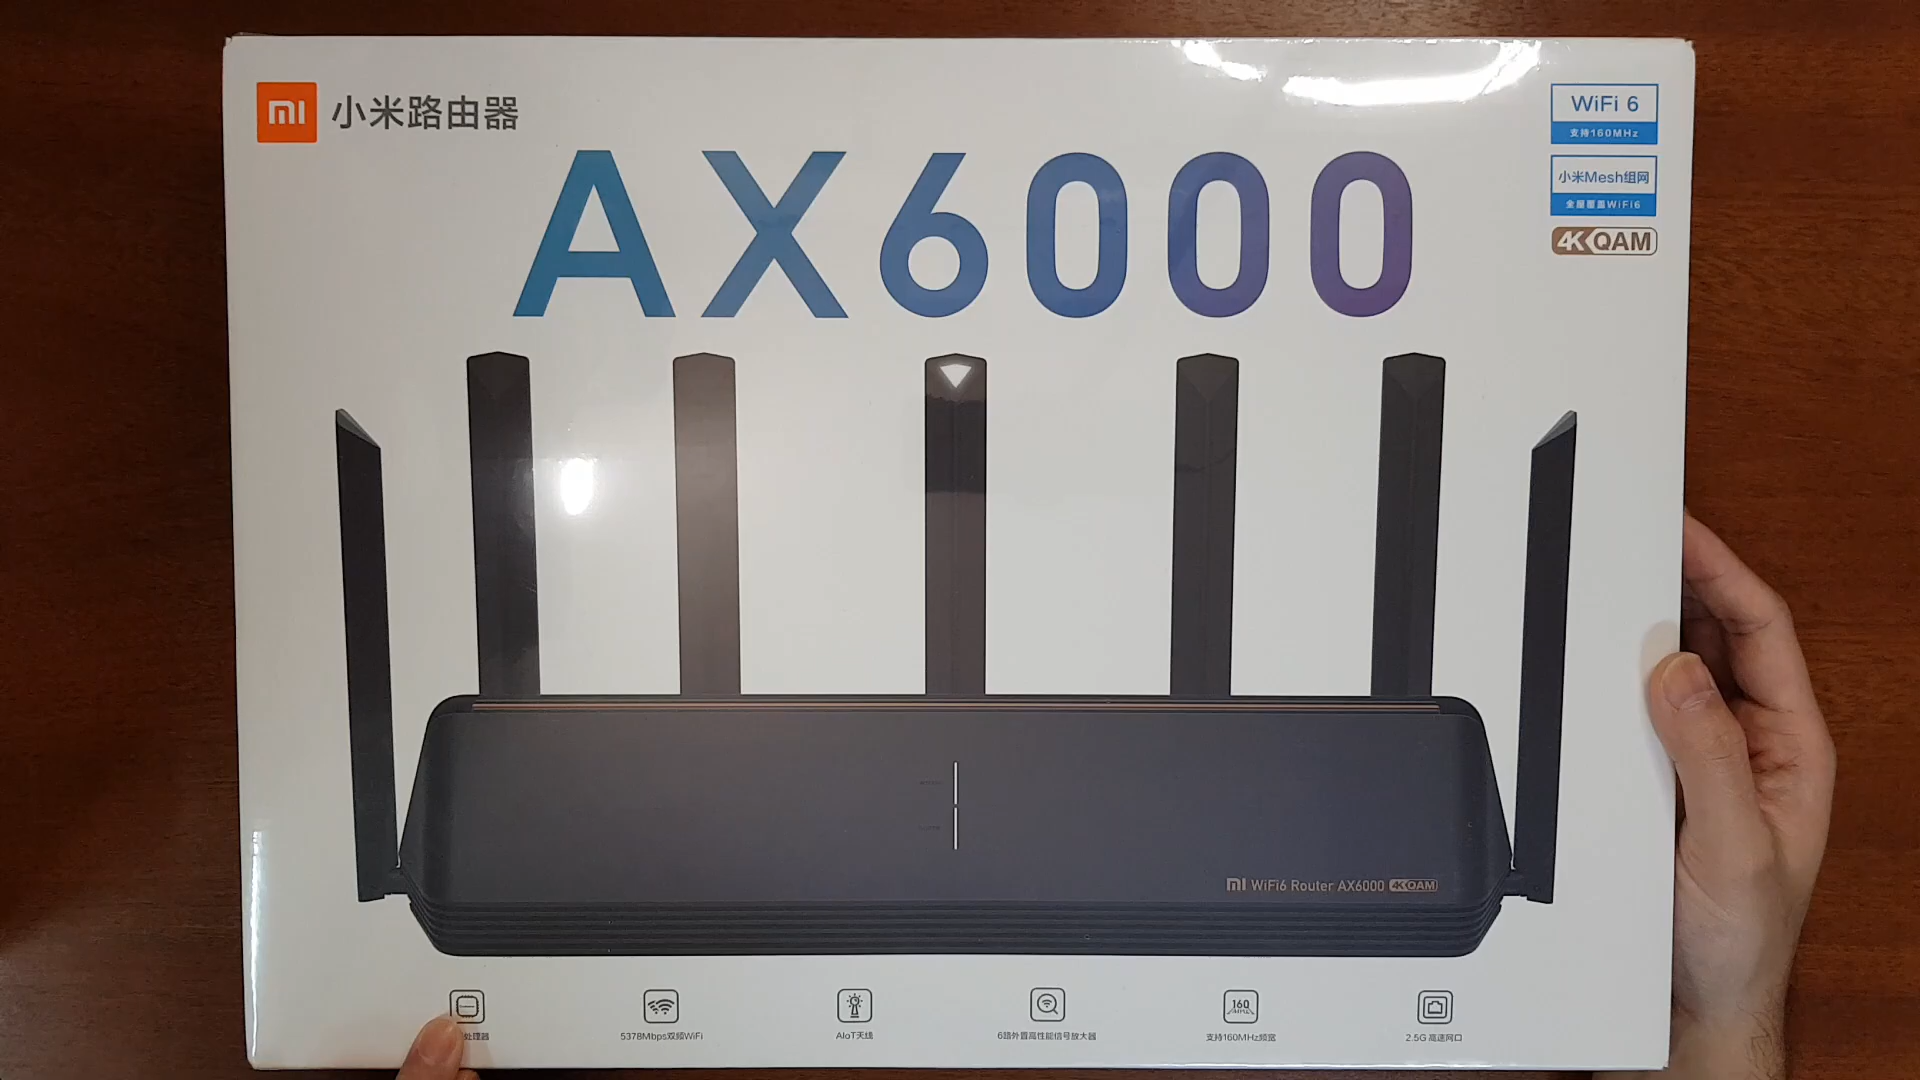 mi 小米路由器
AX6000
WiFi 6
支持160MHz
小米Mesh组网
全屋覆盖WiFi6
4K QAM
mi WiFi6 Router AX6000 4K QAM
处理器
5378Mbps双频WiFi
AIoT天线
6路外置高性能信号放大器
160
MHz
支持160MHz频宽
2.5G 高速网口